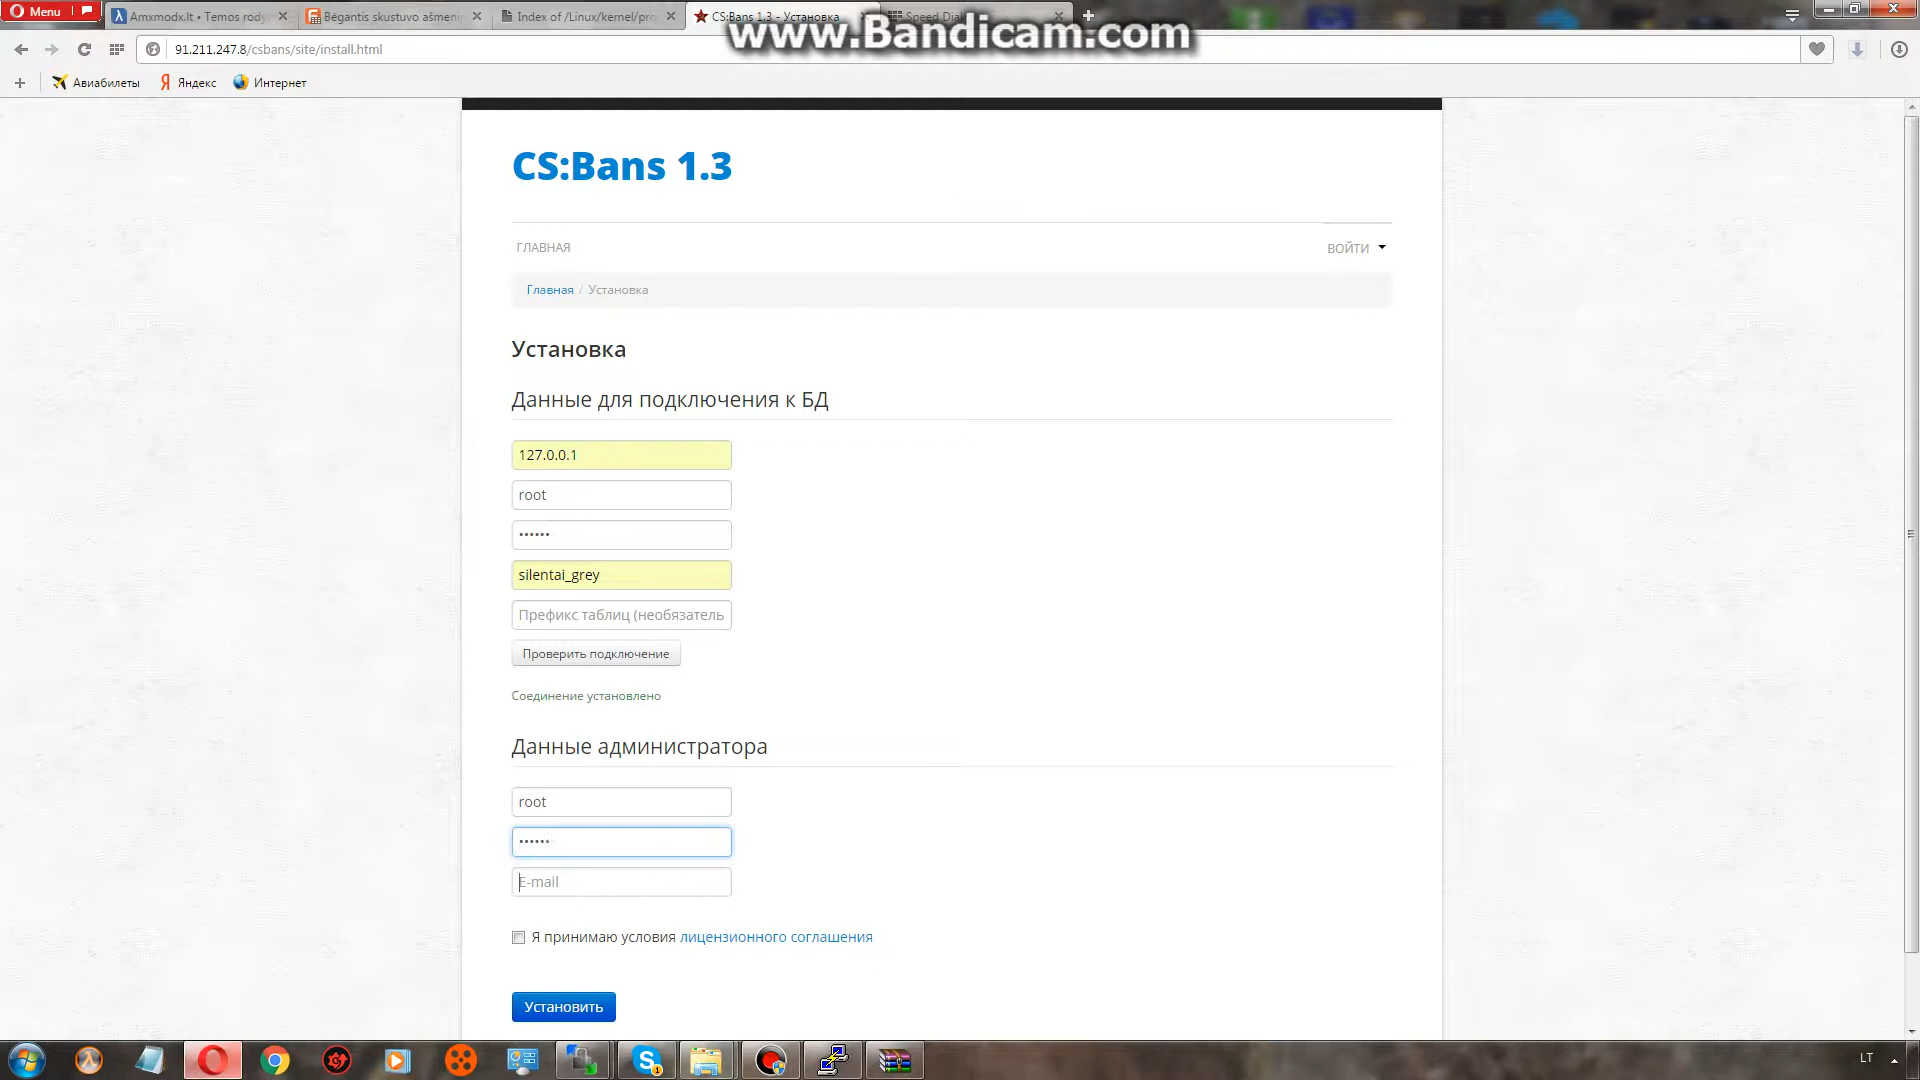 Menu
Amxmodx.lt • Temos rody
Bėgantis skustuvo ašmeni
Index of /Linux/kernel/pro
CS:Bans 1.3 - Установка
Speed Dial
www.Bandicam.com
91.211.247.8/csbans/site/install.html
Авиабилеты
Яндекс
Интернет
CS:Bans 1.3
ГЛАВНАЯ
ВОЙТИ
Главная / Установка
Установка
Данные для подключения к БД
127.0.0.1
root
••••••
silentai_grey
Префикс таблиц (необязатель
Проверить подключение
Соединение установлено
Данные администратора
root
••••••
E-mail
Я принимаю условия лицензионного соглашения
Установить
LT